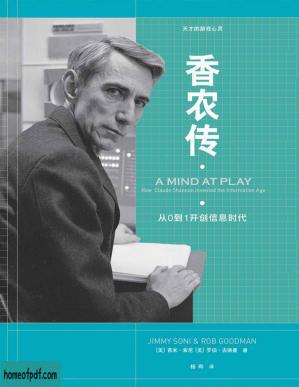 天才的游戏心灵
香农传
A MIND AT PLAY
How Claude Shannon Invented the Information Age
从0到1开创信息时代
JIMMY SONI & ROB GOODMAN
[美] 吉米·索尼 [美] 罗伯·古德曼 著
杨晔 译
homeofpdf.com